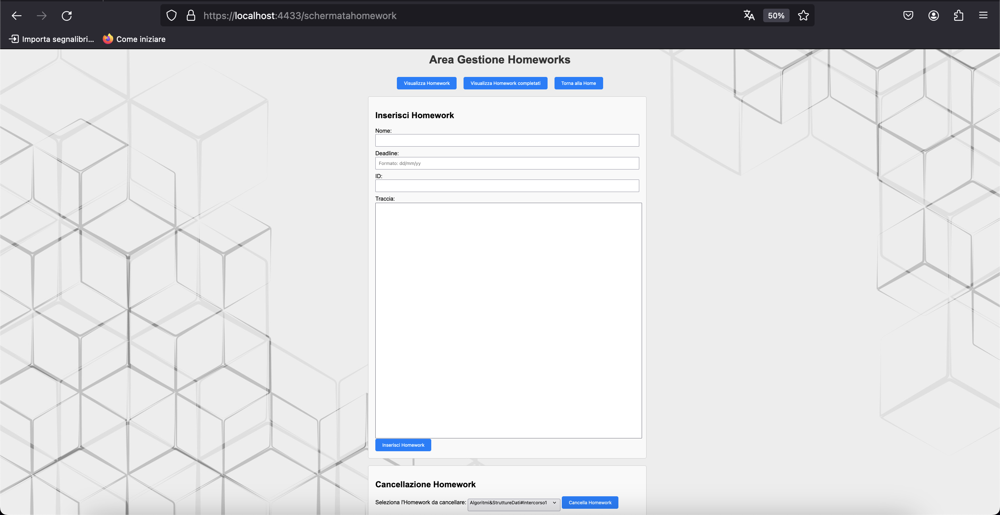 https://localhost:4433/schermatahomework
50%
Importa segnalibri...
Come iniziare
Area Gestione Homeworks
Visualizza Homework
Visualizza Homework completati
Torna alla Home
Inserisci Homework
Nome:
Deadline:
Formato: dd/mm/yy
ID:
Traccia:
Inserisci Homework
Cancellazione Homework
Seleziona l'Homework da cancellare: Algoritmi&StruttureDati#Intercorso1 Cancella Homework